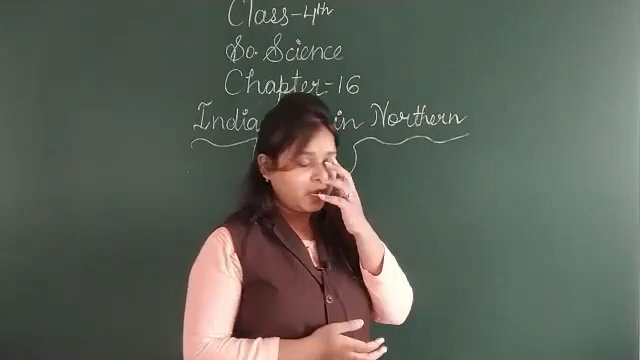 Class-4th
So. Science
Chapter-16
India in Northern